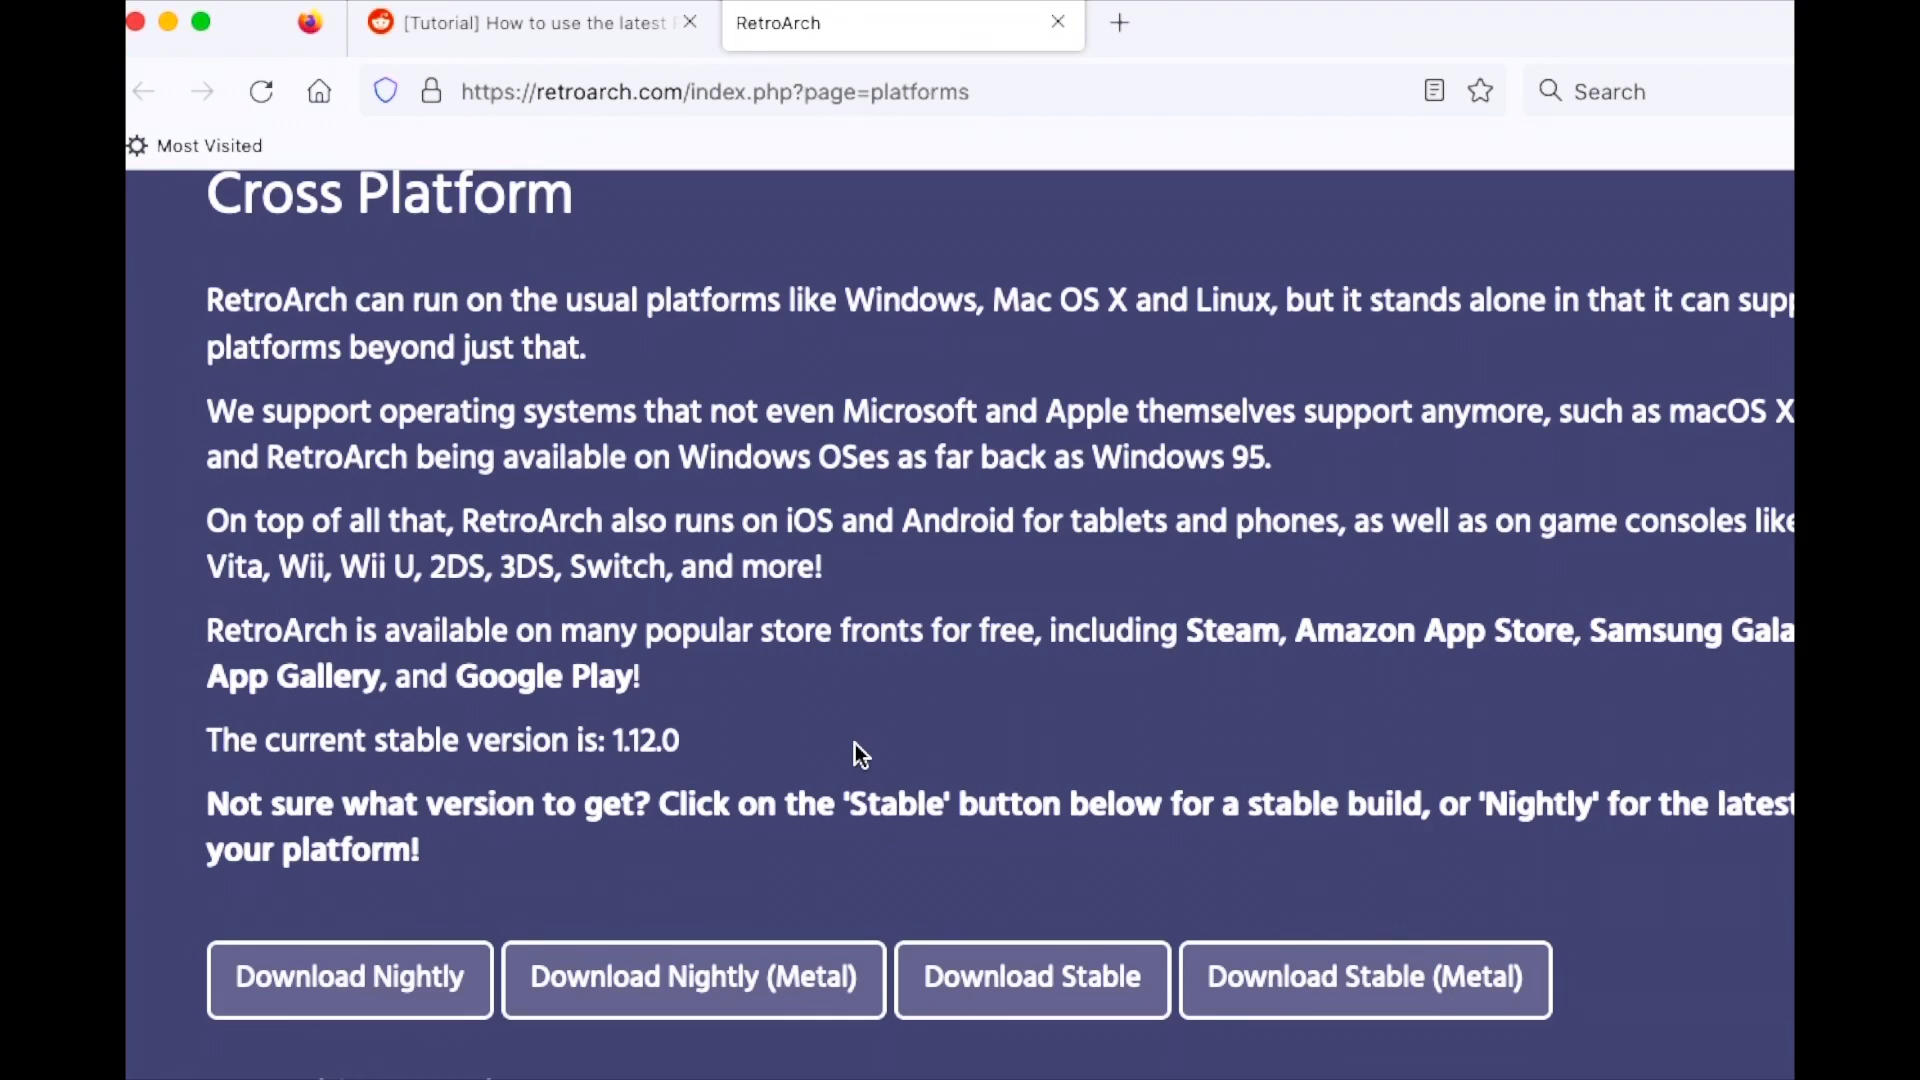 [Tutorial] How to use the latest
RetroArch
https://retroarch.com/index.php?page=platforms
Search
Most Visited
Cross Platform
RetroArch can run on the usual platforms like Windows, Mac OS X and Linux, but it stands alone in that it can supp
platforms beyond just that.
We support operating systems that not even Microsoft and Apple themselves support anymore, such as macOS X
and RetroArch being available on Windows OSes as far back as Windows 95.
On top of all that, RetroArch also runs on iOS and Android for tablets and phones, as well as on game consoles like
Vita, Wii, Wii U, 2DS, 3DS, Switch, and more!
RetroArch is available on many popular store fronts for free, including Steam, Amazon App Store, Samsung Gala
App Gallery, and Google Play!
The current stable version is: 1.12.0
Not sure what version to get? Click on the 'Stable' button below for a stable build, or 'Nightly' for the latest
your platform!
Download Nightly
Download Nightly (Metal)
Download Stable
Download Stable (Metal)